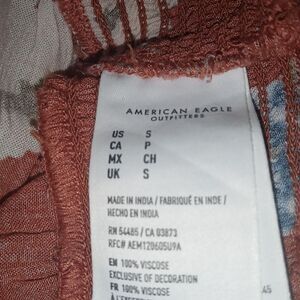 AMERICAN EAGLE
OUTFITTERS
US S
CA P
MX CH
UK S
MADE IN INDIA / FABRIQUÉ EN INDE /
HECHO EN INDIA
RN 54485 / CA 03873
RFC# AEM120605U9A
EN 100% VISCOSE
EXCLUSIVE OF DECORATION
FR 100% VISCOSE
45